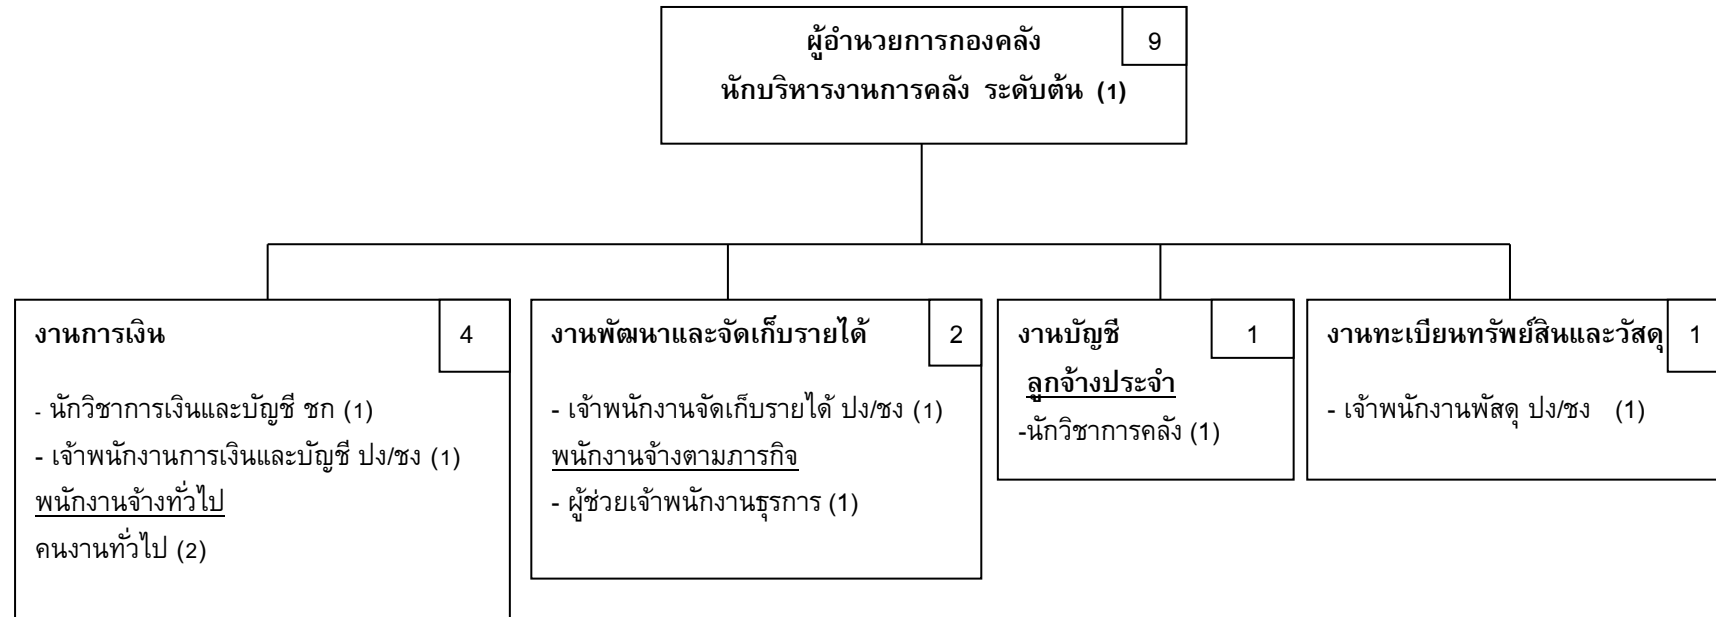 ผู้อำนวยการกองคลัง 9
นักบริหารงานการคลัง ระดับต้น (1)
งานการเงิน 4
- นักวิชาการเงินและบัญชี ชก (1)
- เจ้าพนักงานการเงินและบัญชี ปง/ชง (1)
พนักงานจ้างทั่วไป
คนงานทั่วไป (2)
งานพัฒนาและจัดเก็บรายได้ 2
- เจ้าพนักงานจัดเก็บรายได้ ปง/ชง (1)
พนักงานจ้างตามภารกิจ
- ผู้ช่วยเจ้าพนักงานธุรการ (1)
งานบัญชี 1
ลูกจ้างประจำ
-นักวิชาการคลัง (1)
งานทะเบียนทรัพย์สินและวัสดุ 1
- เจ้าพนักงานพัสดุ ปง/ชง (1)